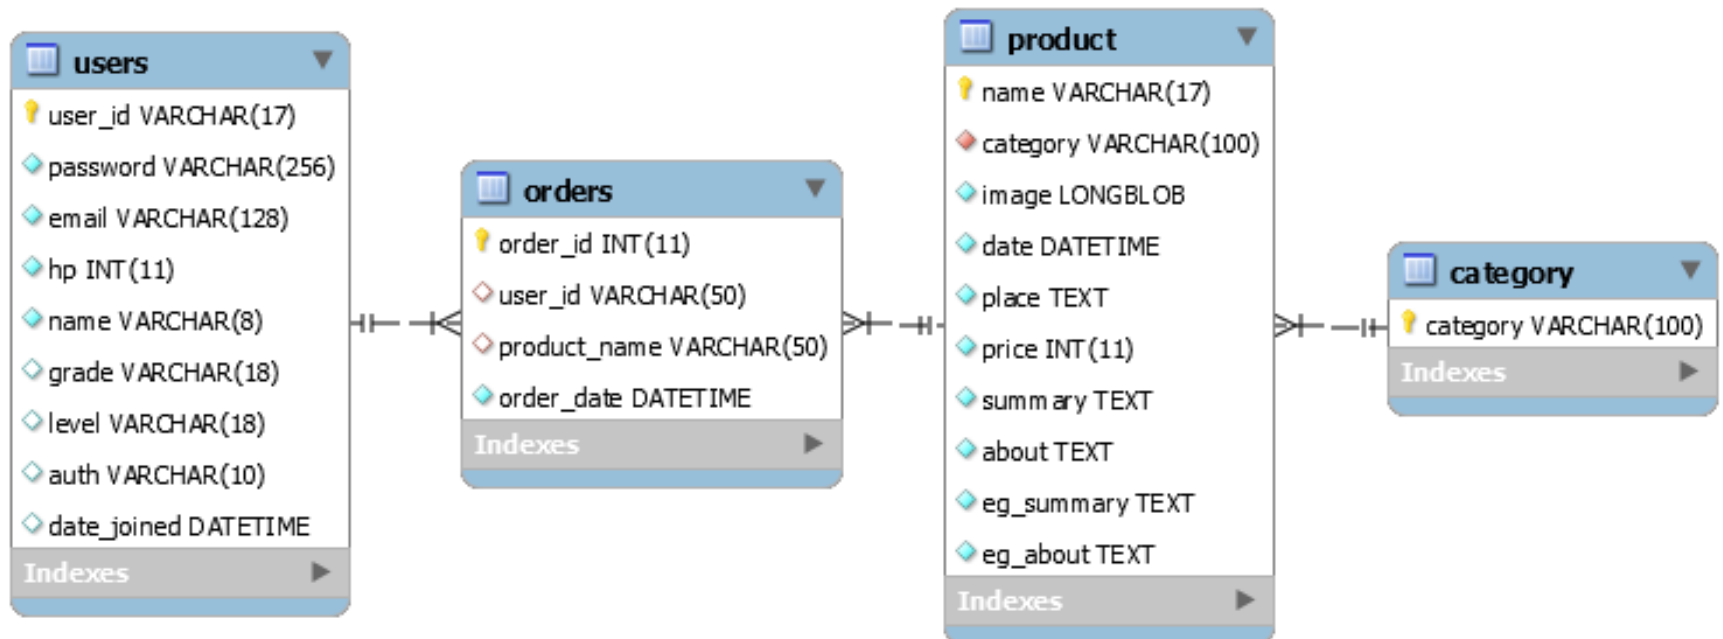 users
user_id VARCHAR(17)
password VARCHAR(256)
email VARCHAR(128)
hp INT(11)
name VARCHAR(8)
grade VARCHAR(18)
level VARCHAR(18)
auth VARCHAR(10)
date_joined DATETIME
Indexes
orders
order_id INT(11)
user_id VARCHAR(50)
product_name VARCHAR(50)
order_date DATETIME
Indexes
product
name VARCHAR(17)
category VARCHAR(100)
image LONGBLOB
date DATETIME
place TEXT
price INT(11)
summary TEXT
about TEXT
eg_summary TEXT
eg_about TEXT
Indexes
category
category VARCHAR(100)
Indexes